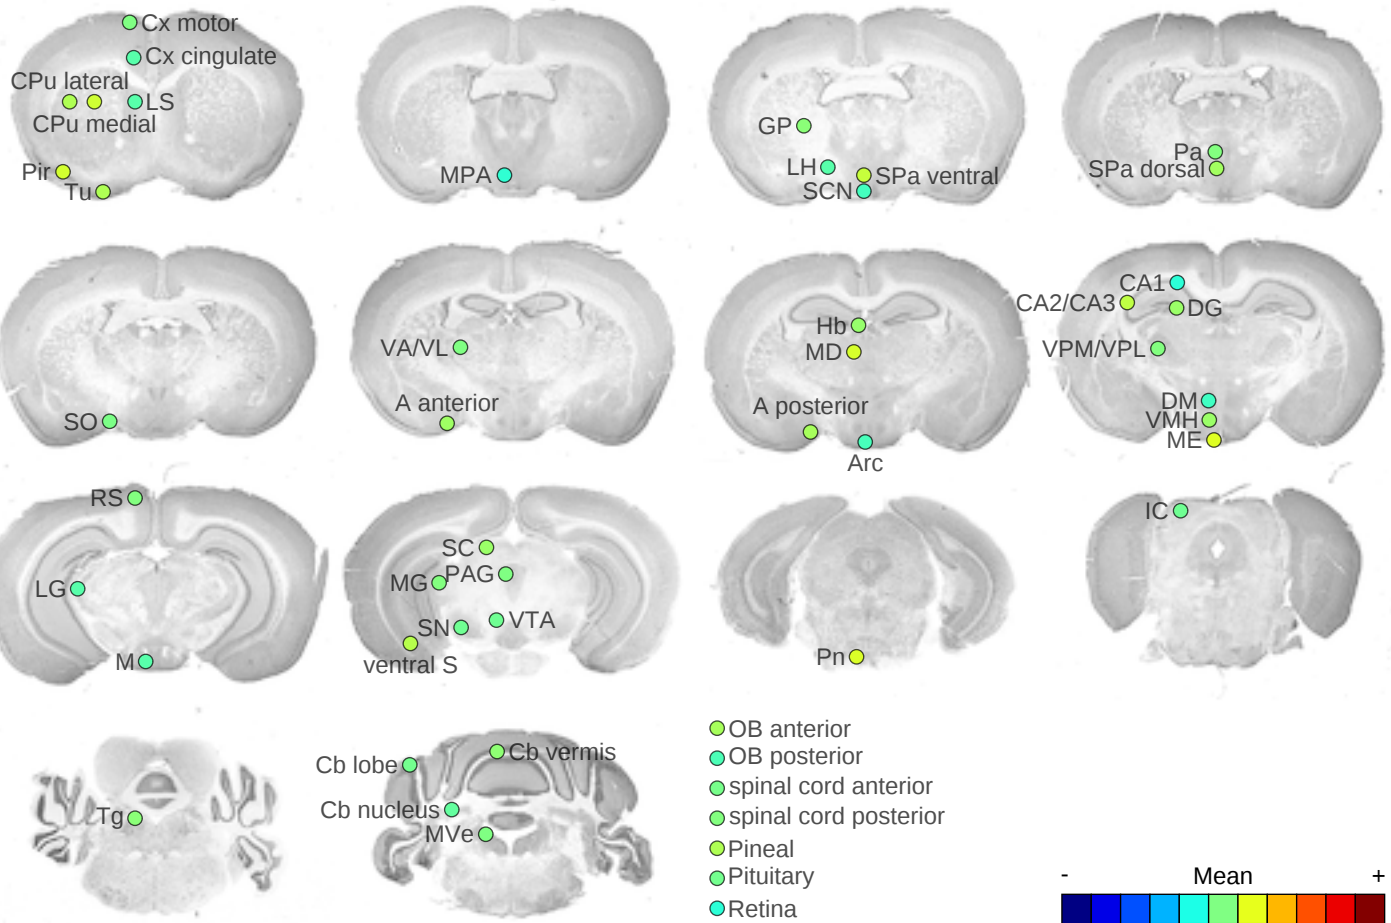 Cx motor
Cx cingulate
CPu lateral
LS
CPu medial
Pir
Tu
MPA
GP
LH
SPa ventral
SCN
Pa
SPa dorsal
SO
VA/VL
A anterior
Hb
MD
A posterior
Arc
CA1
CA2/CA3
DG
VPM/VPL
DM
VMH
ME
RS
LG
M
SC
PAG
MG
VTA
SN
ventral S
Pn
IC
Tg
Cb vermis
Cb lobe
Cb nucleus
MVe
OB anterior
OB posterior
spinal cord anterior
spinal cord posterior
Pineal
Pituitary
Retina
- Mean +